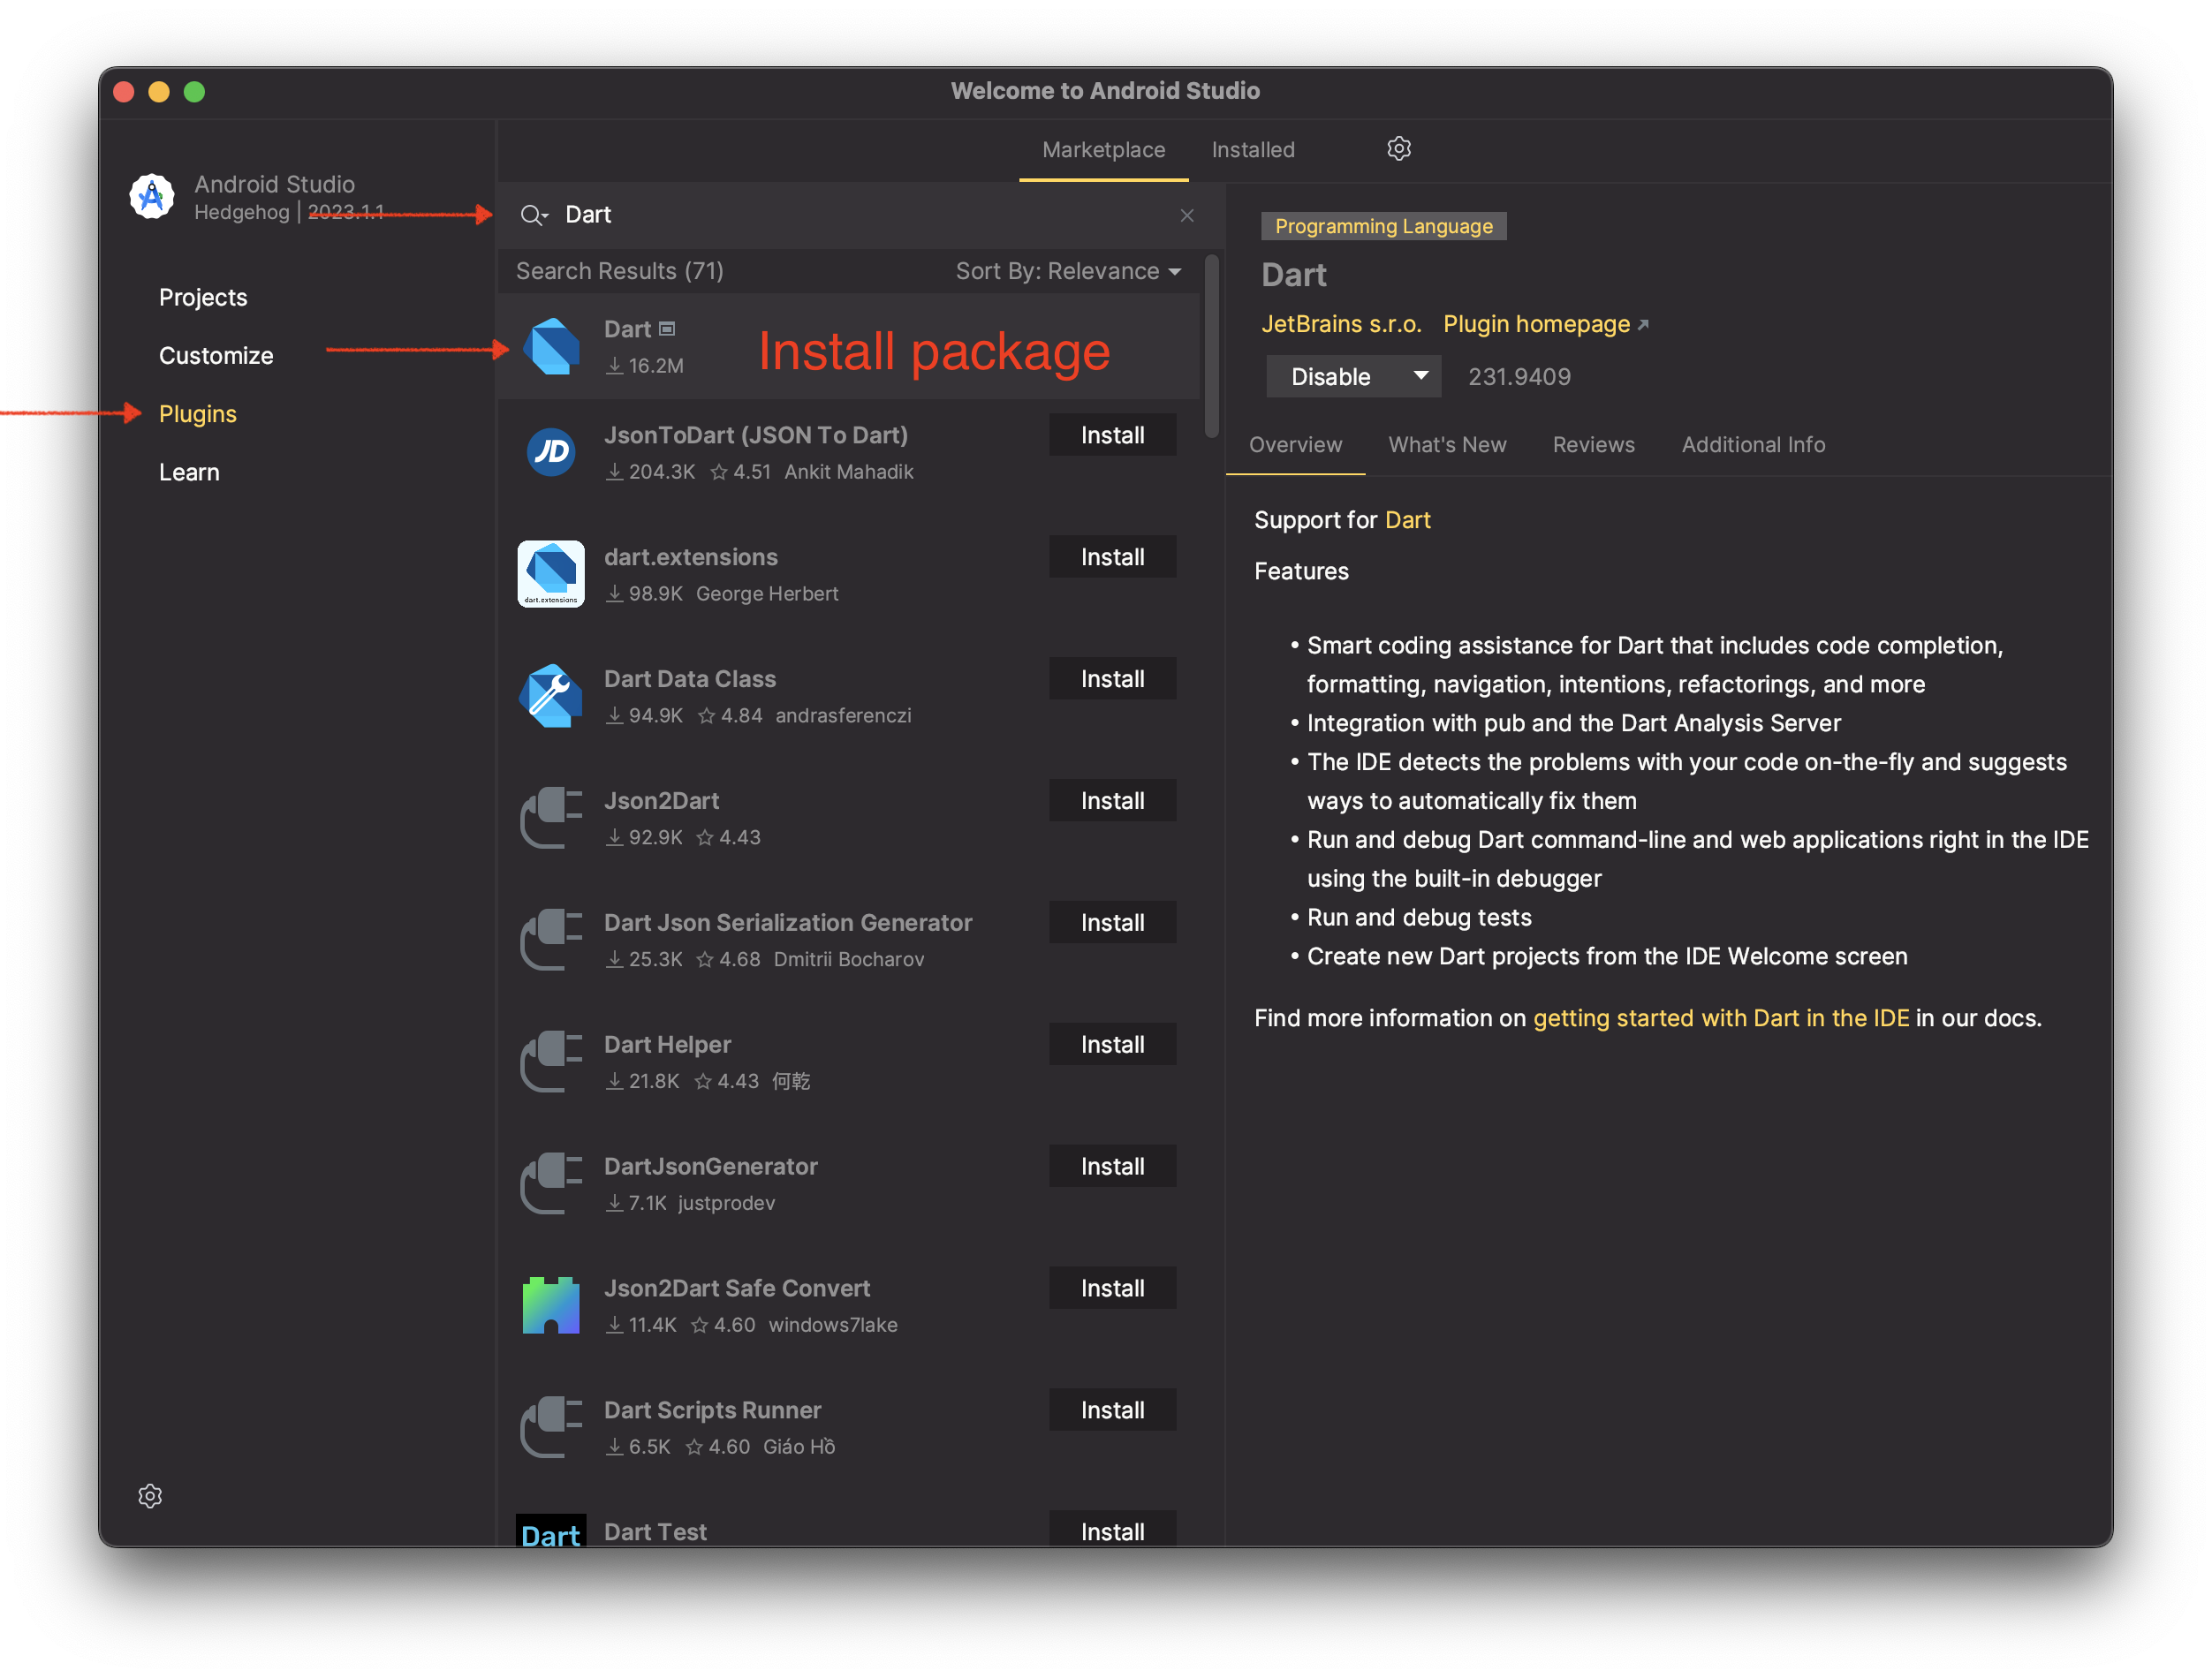 Welcome to Android Studio
Android Studio
Hedgehog | 2023.1.1
Projects
Customize
Plugins
Learn
Marketplace
Installed
Dart
Search Results (71)
Sort By: Relevance
Dart
16.2M
Install package
JsonToDart (JSON To Dart)
Install
204.3K 4.51 Ankit Mahadik
JD
dart.extensions
Install
98.9K George Herbert
dart.extensions
Dart Data Class
Install
94.9K 4.84 andrasferenczi
Json2Dart
Install
92.9K 4.43
Dart Json Serialization Generator
Install
25.3K 4.68 Dmitrii Bocharov
Dart Helper
Install
21.8K 4.43 何乾
DartJsonGenerator
Install
7.1K justprodev
Json2Dart Safe Convert
Install
11.4K 4.60 windows7lake
Dart Scripts Runner
Install
6.5K 4.60 Giáo Hồ
Dart
Dart Test
Install
Programming Language
Dart
JetBrains s.r.o. Plugin homepage
Disable
231.9409
Overview
What's New
Reviews
Additional Info
Support for Dart
Features
• Smart coding assistance for Dart that includes code completion,
formatting, navigation, intentions, refactorings, and more
• Integration with pub and the Dart Analysis Server
• The IDE detects the problems with your code on-the-fly and suggests
ways to automatically fix them
• Run and debug Dart command-line and web applications right in the IDE
using the built-in debugger
• Run and debug tests
• Create new Dart projects from the IDE Welcome screen
Find more information on getting started with Dart in the IDE in our docs.